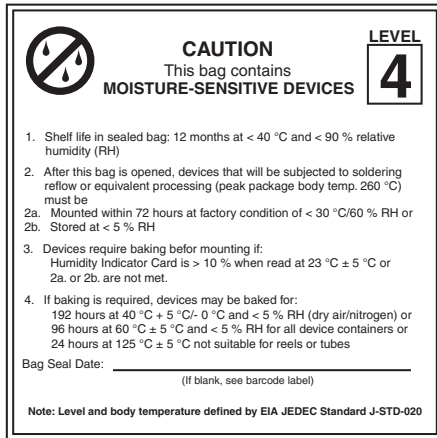 LEVEL
4
CAUTION
This bag contains
MOISTURE-SENSITIVE DEVICES
1. Shelf life in sealed bag: 12 months at < 40 °C and < 90 % relative
humidity (RH)
2. After this bag is opened, devices that will be subjected to soldering
reflow or equivalent processing (peak package body temp. 260 °C)
must be
2a. Mounted within 72 hours at factory condition of < 30 °C/60 % RH or
2b. Stored at < 5 % RH
3. Devices require baking befor mounting if:
Humidity Indicator Card is > 10 % when read at 23 °C ± 5 °C or
2a. or 2b. are not met.
4. If baking is required, devices may be baked for:
192 hours at 40 °C + 5 °C/- 0 °C and < 5 % RH (dry air/nitrogen) or
96 hours at 60 °C ± 5 °C and < 5 % RH for all device containers or
24 hours at 125 °C ± 5 °C not suitable for reels or tubes
Bag Seal Date:
(If blank, see barcode label)
Note: Level and body temperature defined by EIA JEDEC Standard J-STD-020